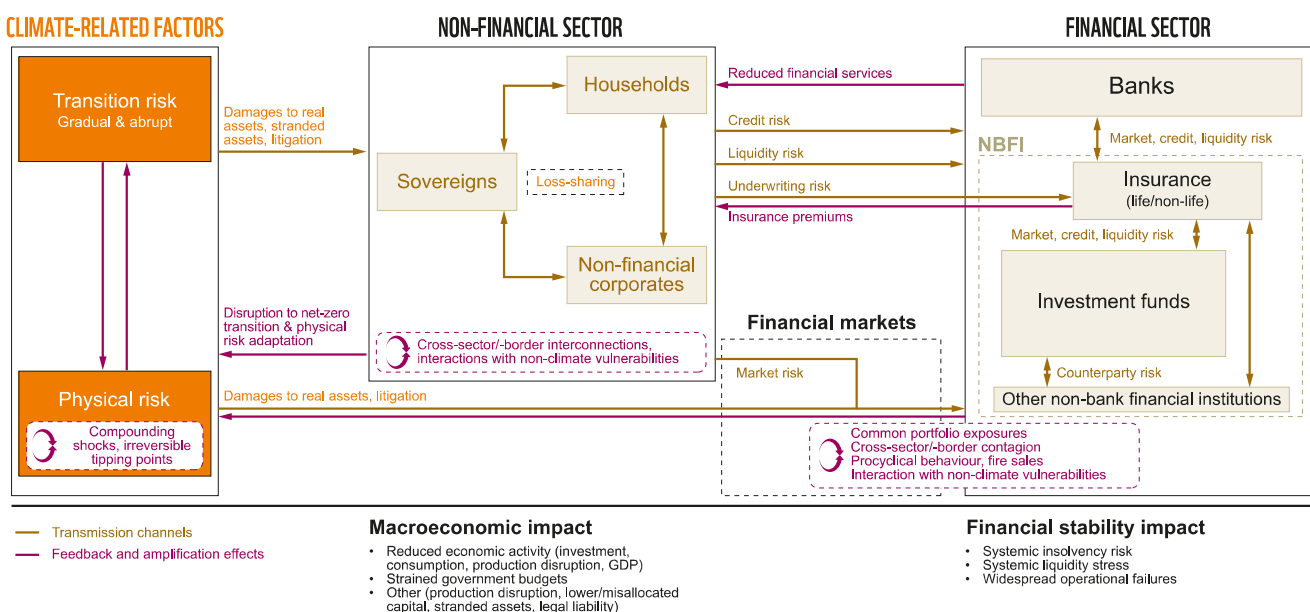 CLIMATE-RELATED FACTORS
NON-FINANCIAL SECTOR
FINANCIAL SECTOR
Transition risk
Gradual & abrupt
Damages to real
assets, stranded
assets, litigation
Households
Sovereigns
Loss-sharing
Non-financial
corporates
Reduced financial services
Credit risk
Liquidity risk
Underwriting risk
Insurance premiums
Banks
Market, credit, liquidity risk
NBFI
Insurance
(life/non-life)
Market, credit, liquidity risk
Investment funds
Counterparty risk
Other non-bank financial institutions
Disruption to net-zero
transition & physical
risk adaptation
Cross-sector/-border interconnections,
interactions with non-climate vulnerabilities
Financial markets
Market risk
Physical risk
Compounding
shocks, irreversible
tipping points
Damages to real assets, litigation
Common portfolio exposures
Cross-sector/-border contagion
Procyclical behaviour, fire sales
Interaction with non-climate vulnerabilities
Transmission channels
Feedback and amplification effects
Macroeconomic impact
• Reduced economic activity (investment,
consumption, production disruption, GDP)
• Strained government budgets
• Other (production disruption, lower/misallocated
capital, stranded assets, legal liability)
Financial stability impact
• Systemic insolvency risk
• Systemic liquidity stress
• Widespread operational failures